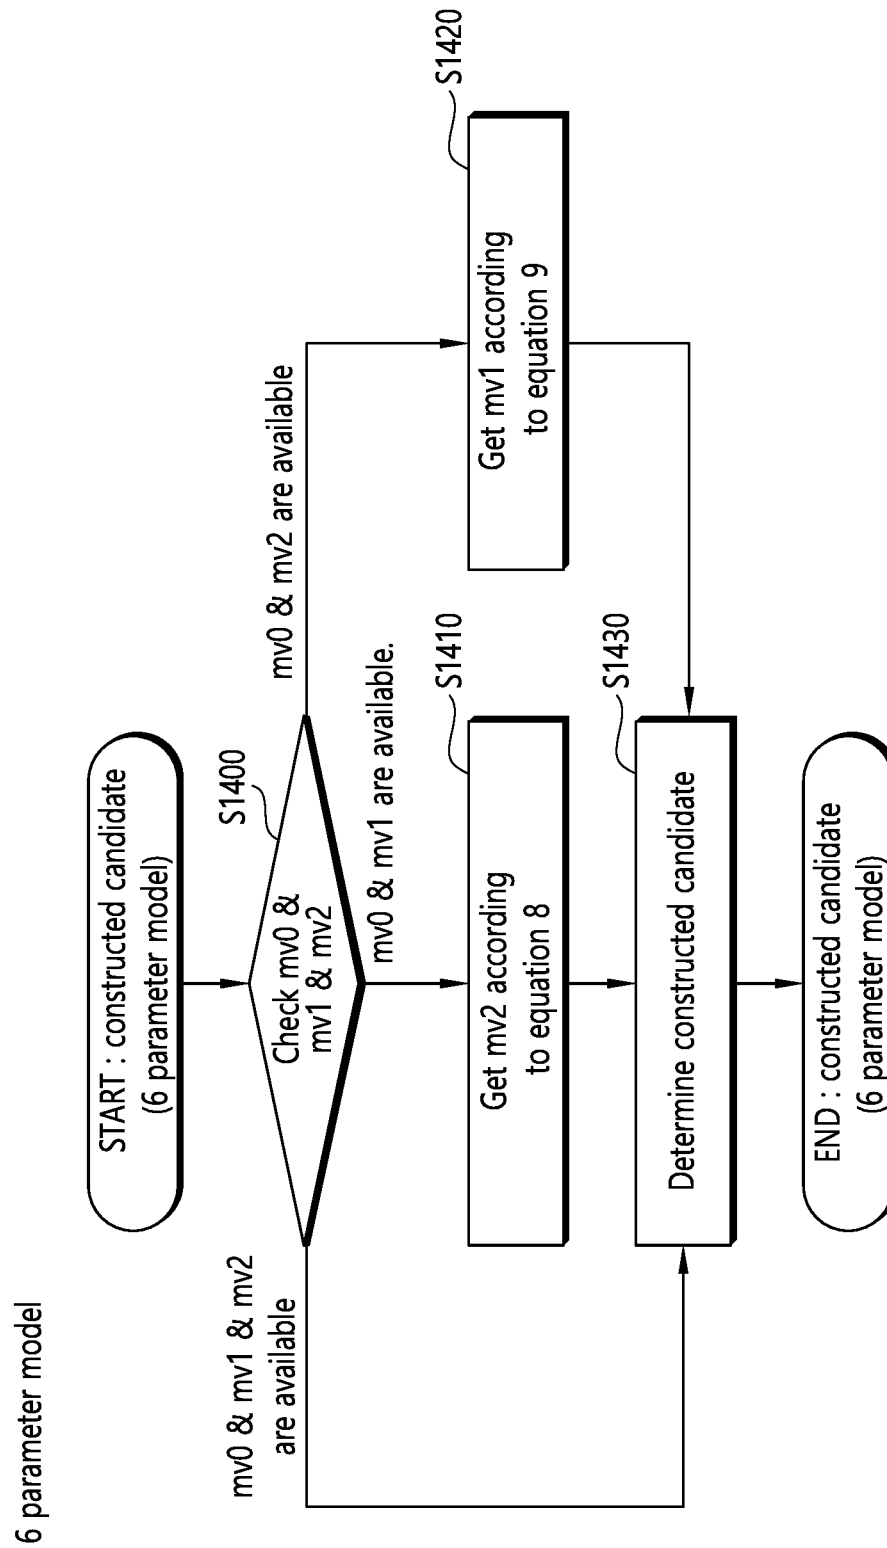 6 parameter model
START : constructed candidate
(6 parameter model)
S1400
Check mv0 &
mv1 & mv2
mv0 & mv1 & mv2
are available
mv0 & mv1 are available.
mv0 & mv2 are available
S1410
Get mv2 according
to equation 8
S1420
Get mv1 according
to equation 9
S1430
Determine constructed candidate
END : constructed candidate
(6 parameter model)